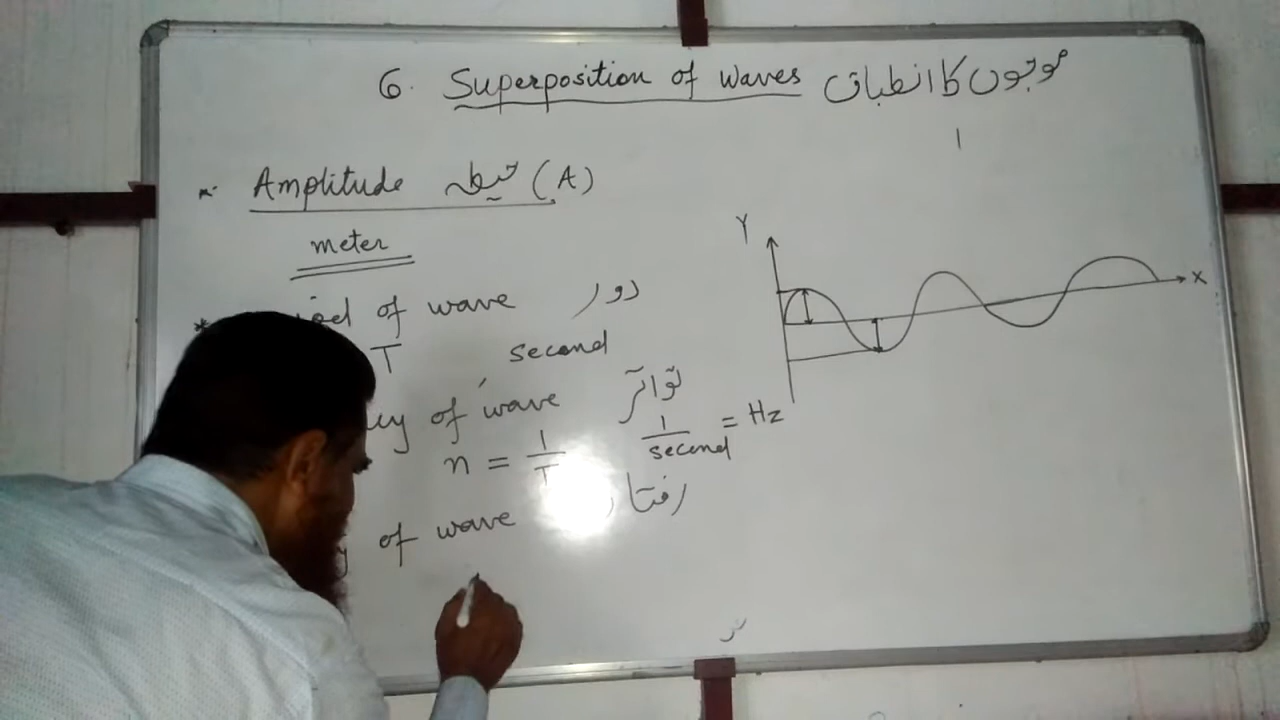 6. Superposition of waves موجوں کا انطباق
* Amplitude حیطہ (A)
meter
* of wave دور
T second
of wave تواتر
n = 1/T 1/second = Hz
of wave رفتار
Y
X